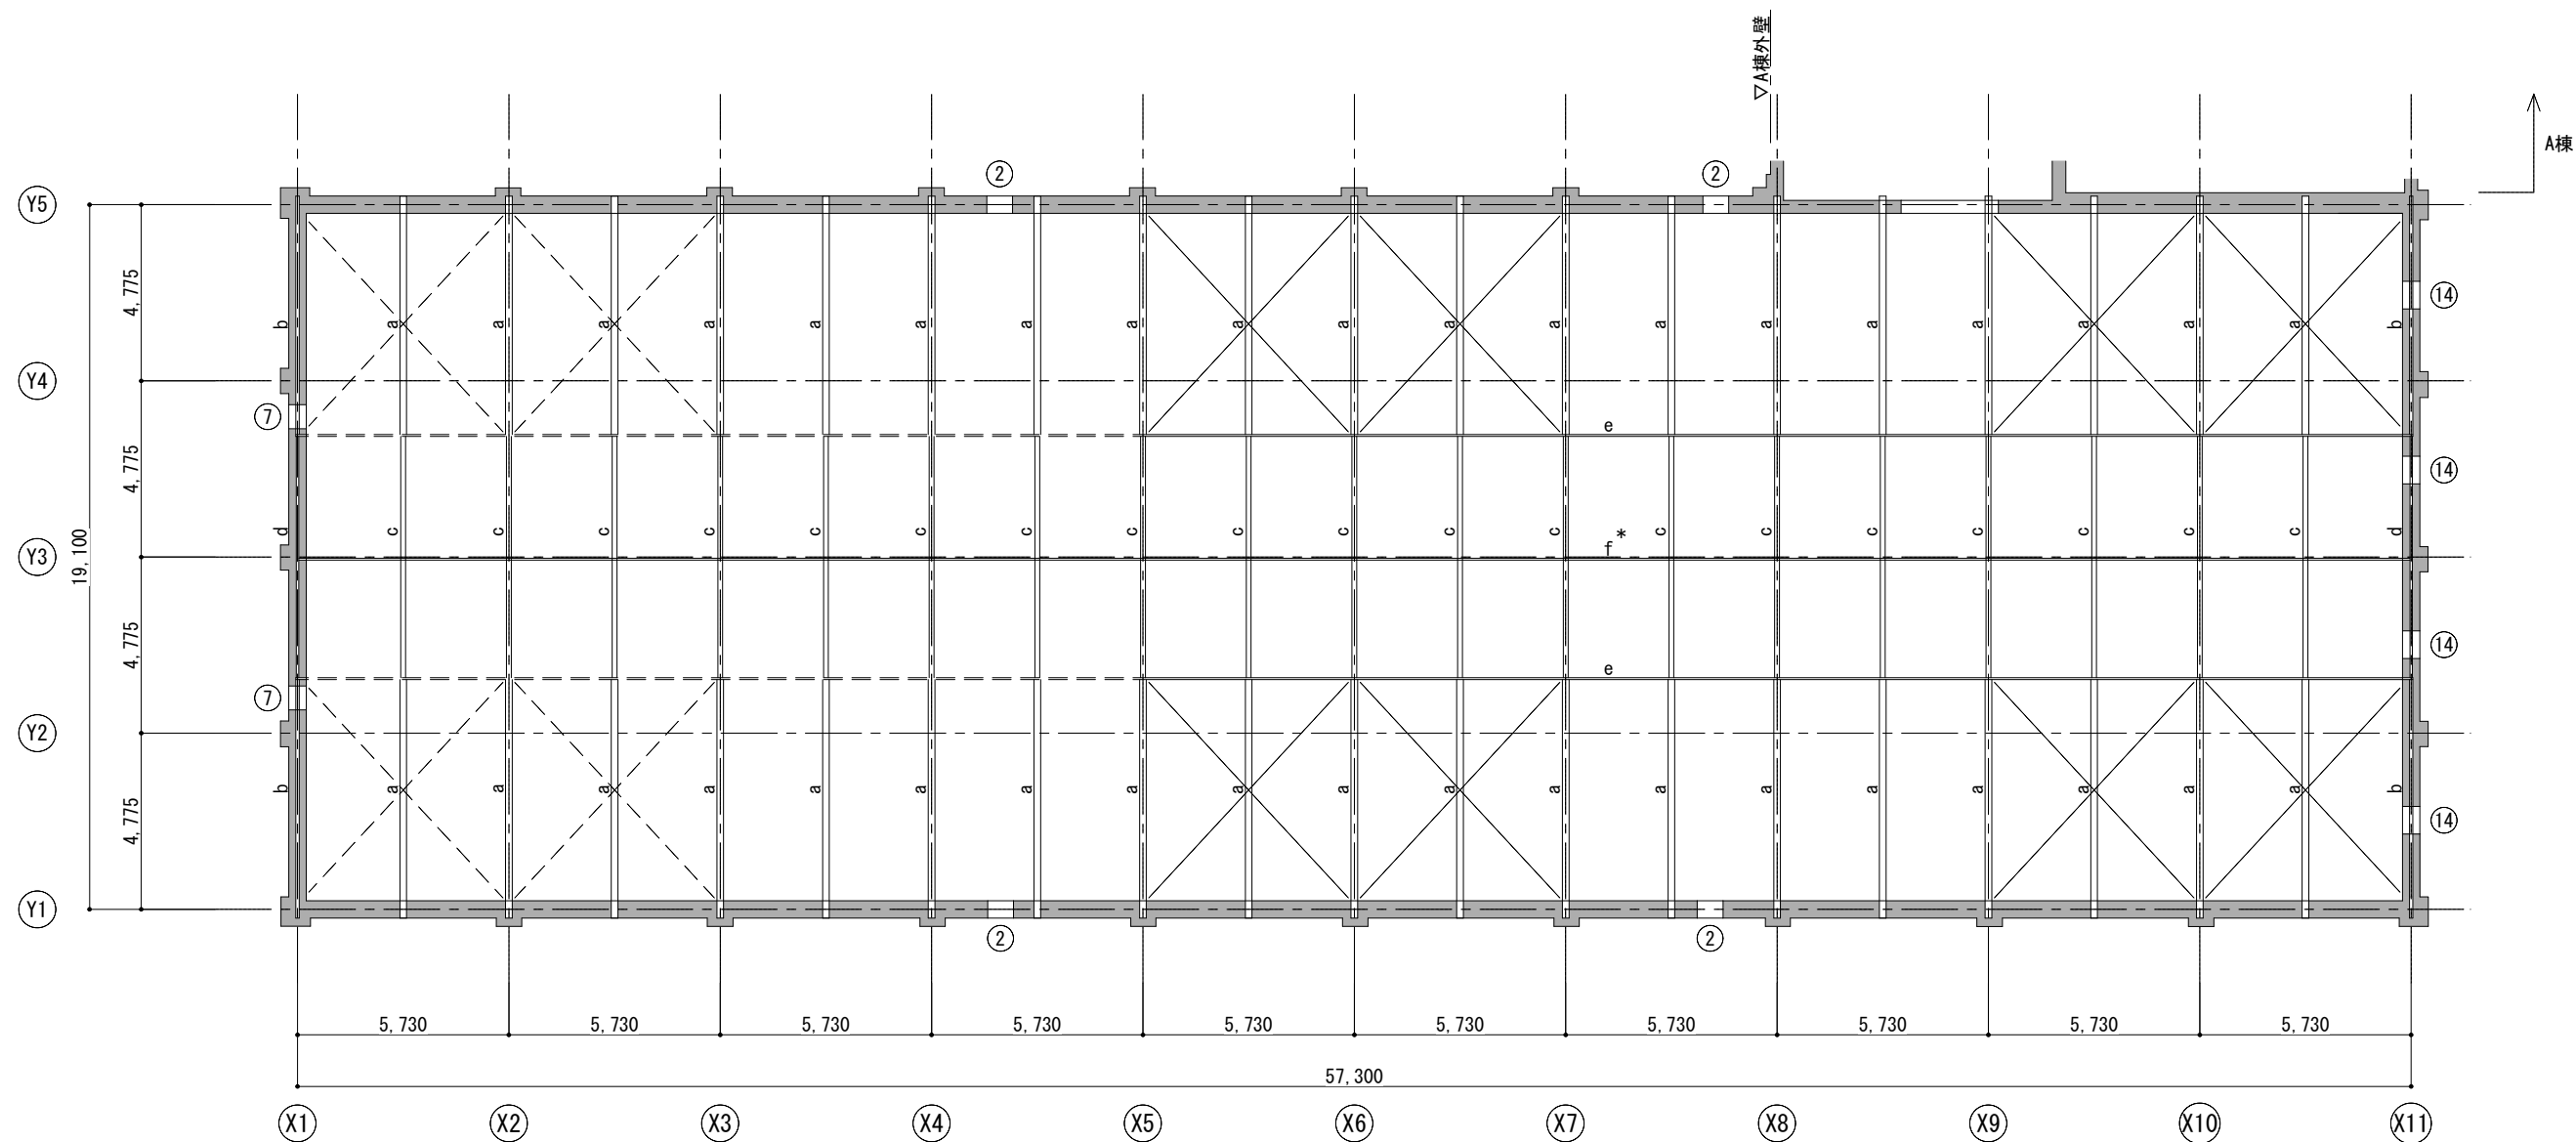 ▽A棟外壁
A棟
② ②
Y5
4,775
⑭
b a a a a a a a a a a a a a a a a a a a b
Y4
⑦
e
4,775
⑭
d c c c c c c c c c c c c c c c c c c d
*
f
Y3
19,100
4,775
⑭
e
⑦
Y2
b a a a a a a a a a a a a a a a a a a a b
4,775
⑭
Y1
② ②
5,730 5,730 5,730 5,730 5,730 5,730 5,730 5,730 5,730 5,730
57,300
X1 X2 X3 X4 X5 X6 X7 X8 X9 X10 X11